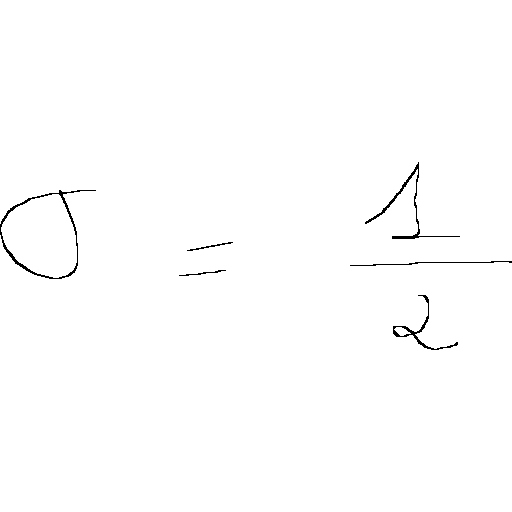 σ = 1/2